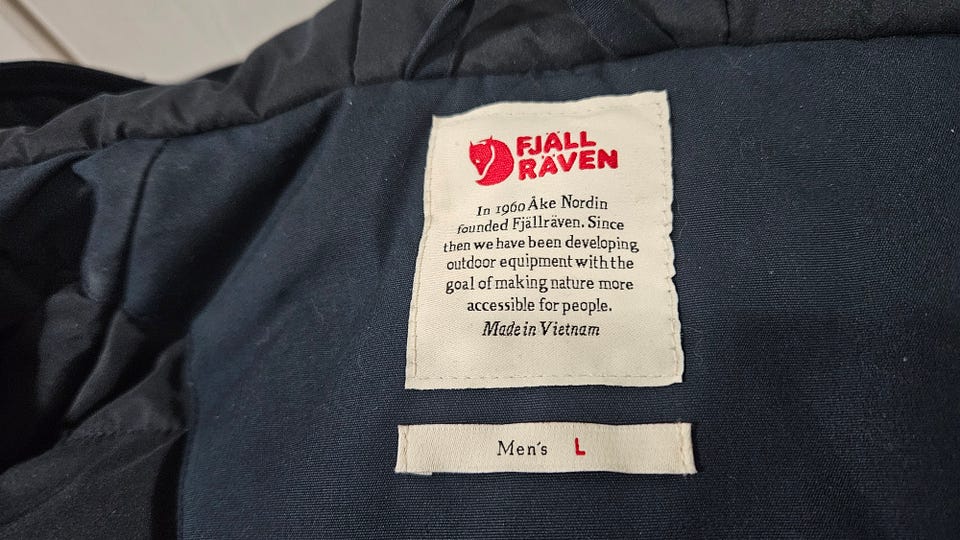 FJÄLL
RÄVEN
In 1960 Åke Nordin
founded Fjällräven. Since
then we have been developing
outdoor equipment with the
goal of making nature more
accessible for people.
Made in Vietnam
Men's L